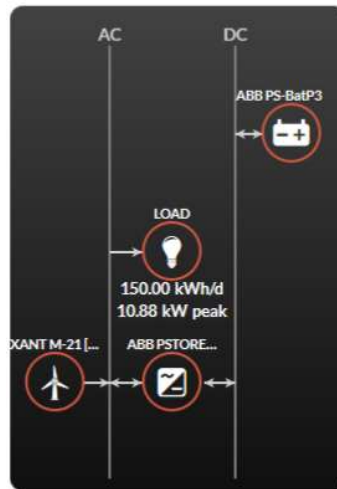 AC DC
ABB PS-BatP3
LOAD
150.00 kWh/d
10.88 kW peak
XANT M-21 [... ABB PSTORE...